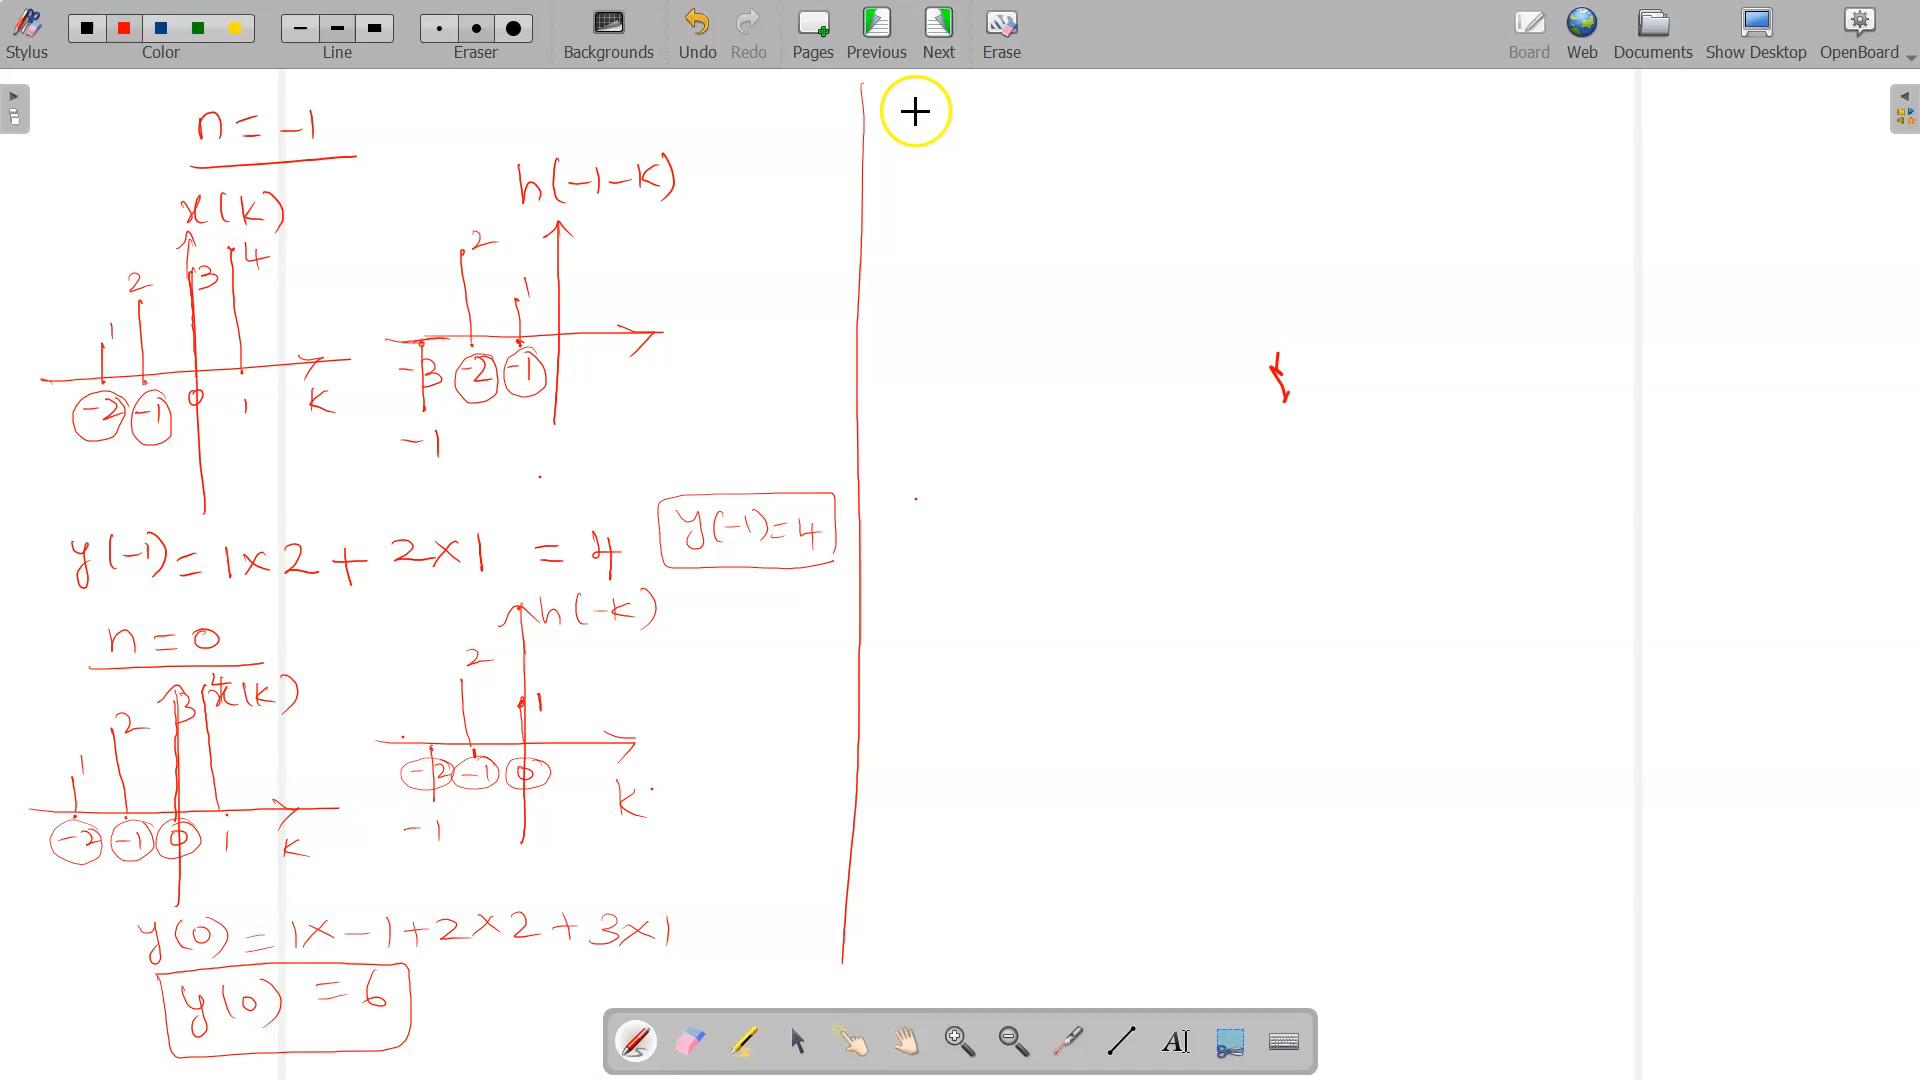 Stylus Color Line Eraser Backgrounds Undo Redo Pages Previous Next Erase Board Web Documents Show Desktop OpenBoard
n = -1
x(k)
1 2 3 4
-2 -1 0 1 k
h(-1-k)
2 1
-3 -2 -1
-1
y(-1) = 1x2 + 2x1 = 4
y(-1) = 4
n = 0
x(k)
1 2 3 4
-2 -1 0 1 k
h(-k)
2 1
-2 -1 0
k
-1
y(0) = 1x-1+2x2+3x1
y(0) = 6
AI